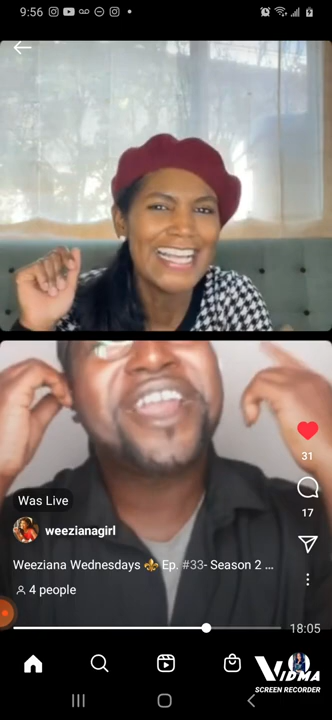 9:56
Was Live
weezianagirl
Weeziana Wednesdays ⚜️ Ep. #33- Season 2 ...
4 people
31
17
18:05
VIDMA
SCREEN RECORDER